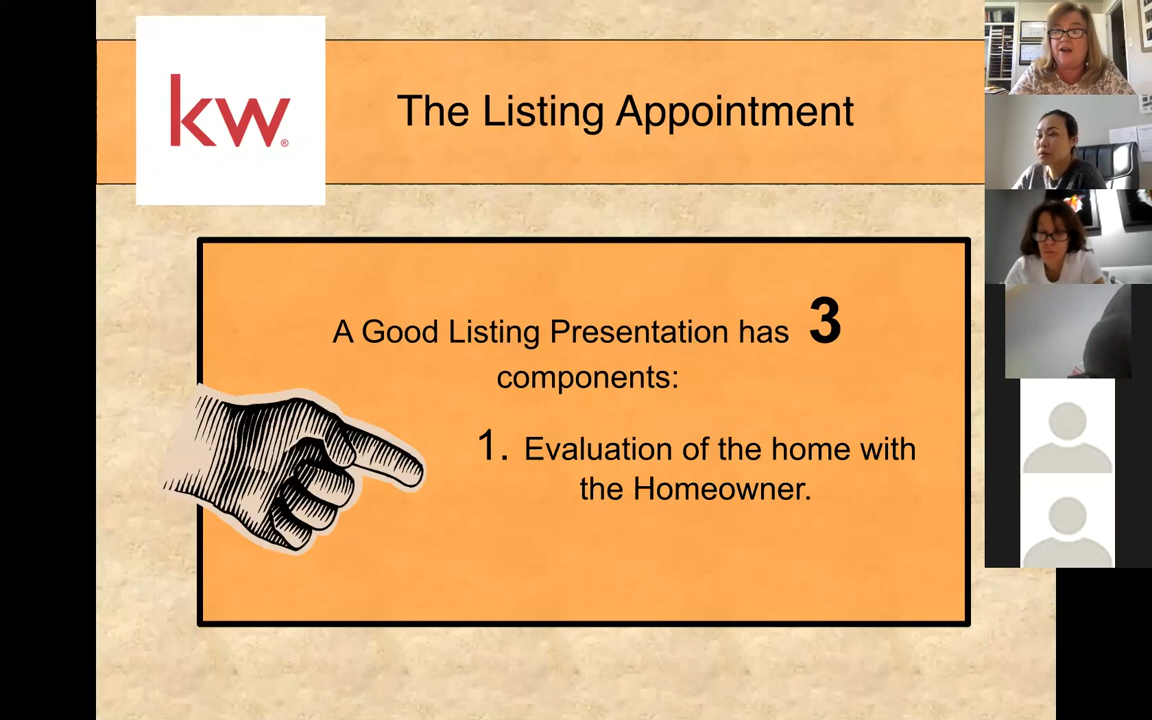 kw®
The Listing Appointment
A Good Listing Presentation has 3
components:
1. Evaluation of the home with
the Homeowner.